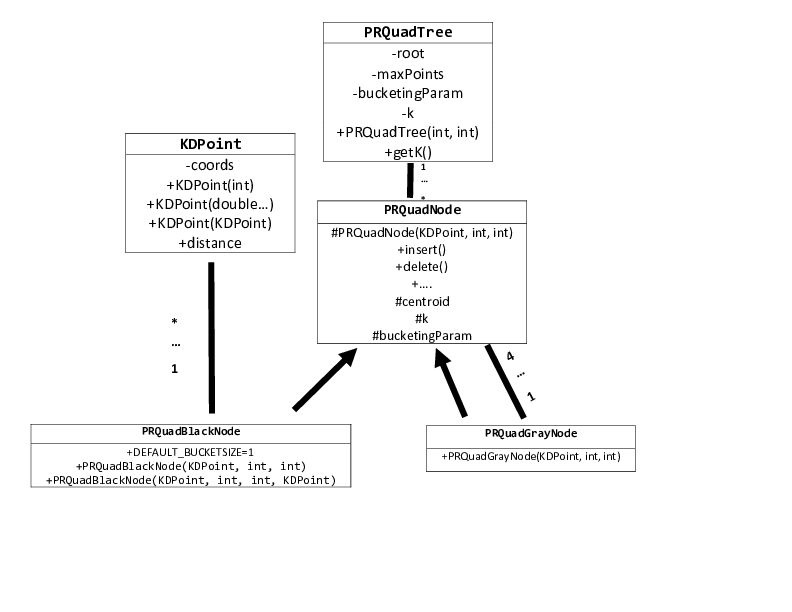 PRQuadTree
-root
-maxPoints
-bucketingParam
-k
+PRQuadTree(int, int)
+getK()
KDPoint
-coords
+KDPoint(int)
+KDPoint(double…)
+KDPoint(KDPoint)
+distance
1
…
*
PRQuadNode
#PRQuadNode(KDPoint, int, int)
+insert()
+delete()
+….
#centroid
#k
#bucketingParam
*
…
1
4
…
1
PRQuadBlackNode
+DEFAULT_BUCKETSIZE=1
+PRQuadBlackNode(KDPoint, int, int)
+PRQuadBlackNode(KDPoint, int, int, KDPoint)
PRQuadGrayNode
+PRQuadGrayNode(KDPoint, int, int)